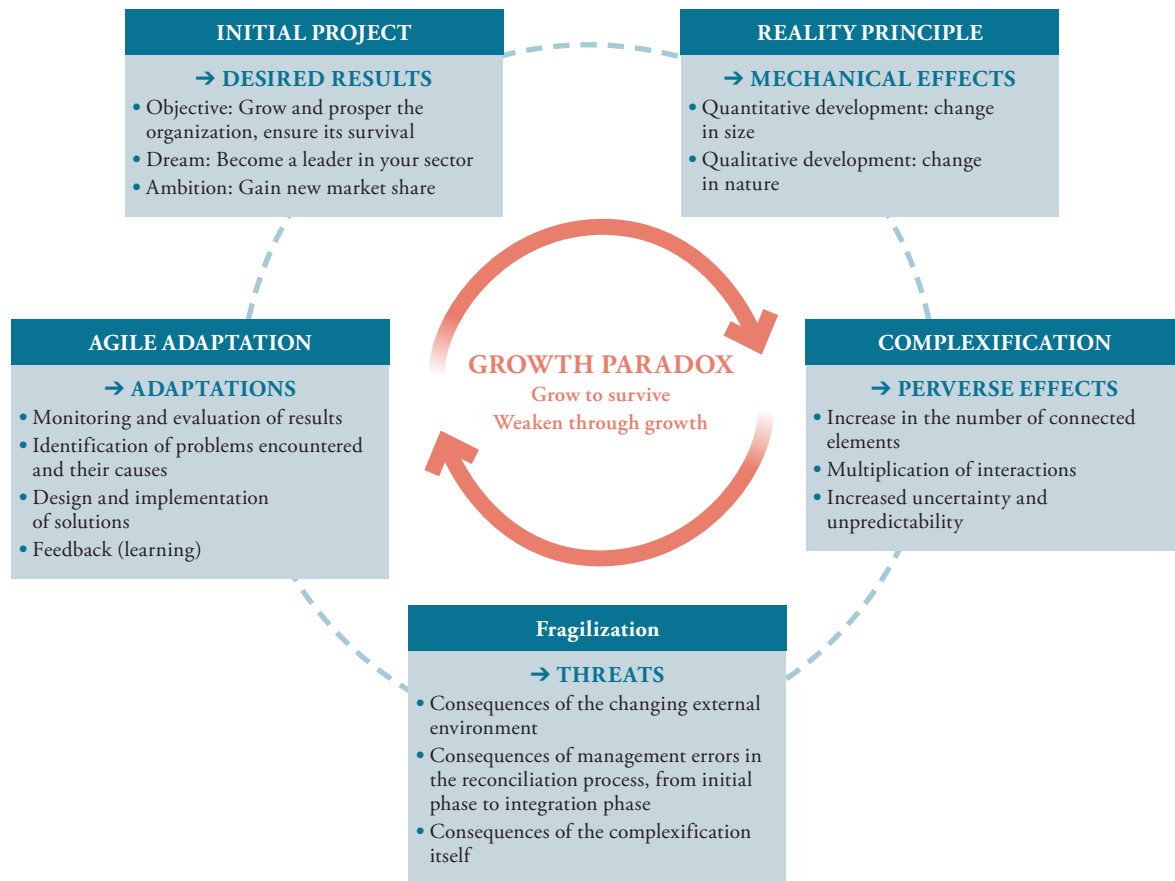 INITIAL PROJECT
➔ DESIRED RESULTS
• Objective: Grow and prosper the
organization, ensure its survival
• Dream: Become a leader in your sector
• Ambition: Gain new market share
REALITY PRINCIPLE
➔ MECHANICAL EFFECTS
• Quantitative development: change
in size
• Qualitative development: change
in nature
AGILE ADAPTATION
➔ ADAPTATIONS
• Monitoring and evaluation of results
• Identification of problems encountered
and their causes
• Design and implementation
of solutions
• Feedback (learning)
GROWTH PARADOX
Grow to survive
Weaken through growth
COMPLEXIFICATION
➔ PERVERSE EFFECTS
• Increase in the number of connected
elements
• Multiplication of interactions
• Increased uncertainty and
unpredictability
Fragilization
➔ THREATS
• Consequences of the changing external
environment
• Consequences of management errors in
the reconciliation process, from initial
phase to integration phase
• Consequences of the complexification
itself